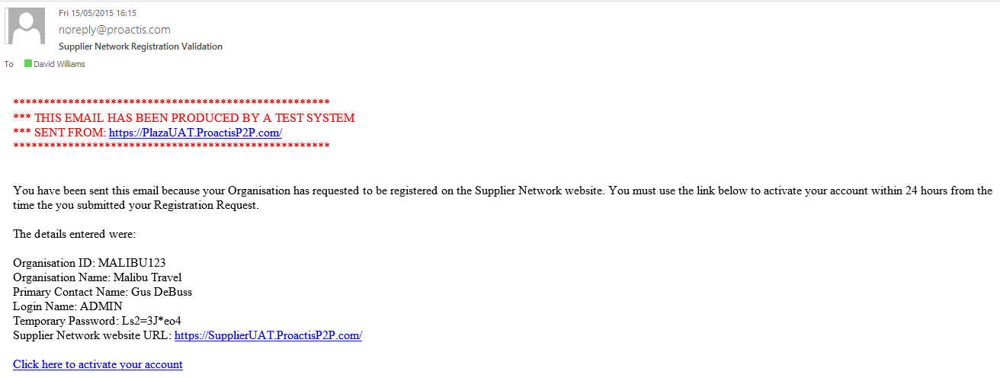 Fri 15/05/2015 16:15
noreply@proactis.com
Supplier Network Registration Validation
To David Williams
****************************************************
*** THIS EMAIL HAS BEEN PRODUCED BY A TEST SYSTEM
*** SENT FROM: https://PlazaUAT.ProactisP2P.com/
****************************************************
You have been sent this email because your Organisation has requested to be registered on the Supplier Network website. You must use the link below to activate your account within 24 hours from the
time the you submitted your Registration Request.
The details entered were:
Organisation ID: MALIBU123
Organisation Name: Malibu Travel
Primary Contact Name: Gus DeBuss
Login Name: ADMIN
Temporary Password: Ls2=3J*eo4
Supplier Network website URL: https://SupplierUAT.ProactisP2P.com/
Click here to activate your account